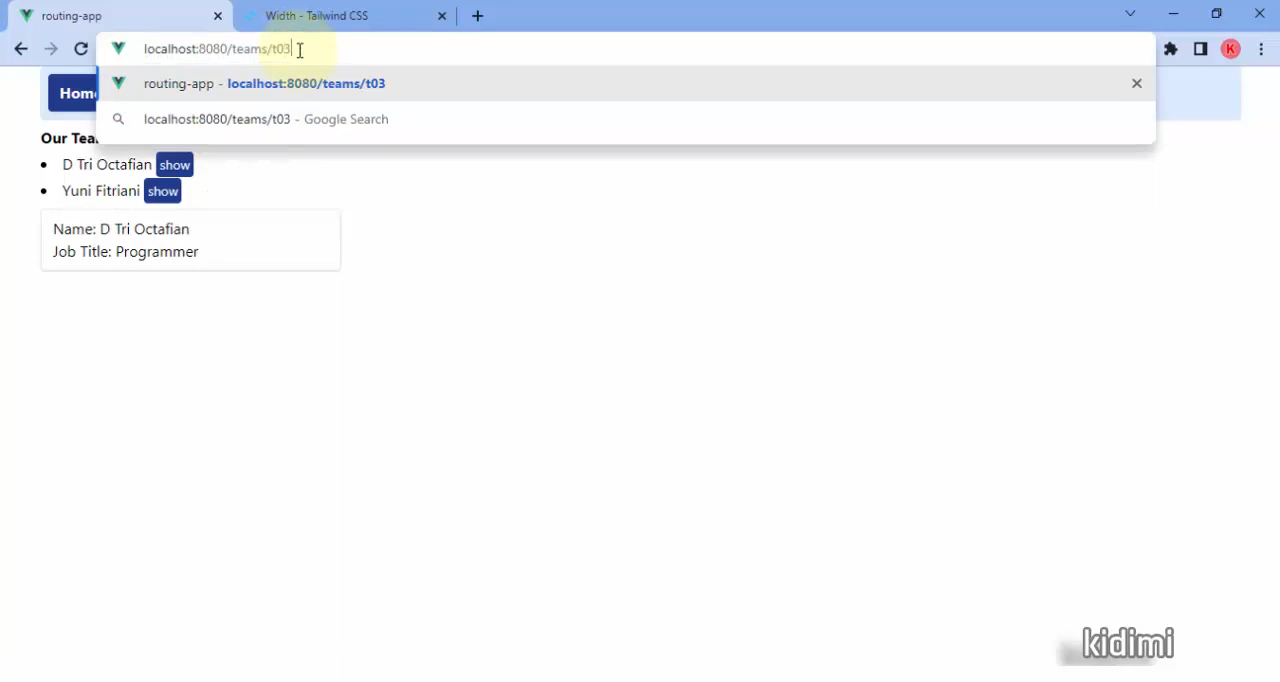 routing-app
Width - Tailwind CSS
localhost:8080/teams/t03
K
routing-app - localhost:8080/teams/t03
localhost:8080/teams/t03 - Google Search
Home
Our Tea
• D Tri Octafian show
• Yuni Fitriani show
Name: D Tri Octafian
Job Title: Programmer
kidimi